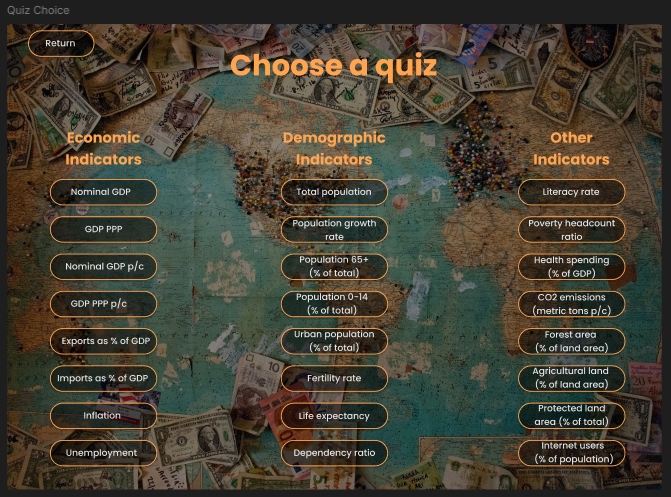 Quiz Choice
Return
Choose a quiz
Economic
Indicators
Nominal GDP
GDP PPP
Nominal GDP p/c
GDP PPP p/c
Exports as % of GDP
Imports as % of GDP
Inflation
Unemployment
Demographic
Indicators
Total population
Population growth
rate
Population 65+
(% of total)
Population 0-14
(% of total)
Urban population
(% of total)
Fertility rate
Life expectancy
Dependency ratio
Other
Indicators
Literacy rate
Poverty headcount
ratio
Health spending
(% of GDP)
CO2 emissions
(metric tons p/c)
Forest area
(% of land area)
Agricultural land
(% of land area)
Protected land
area (% of total)
Internet users
(% of population)